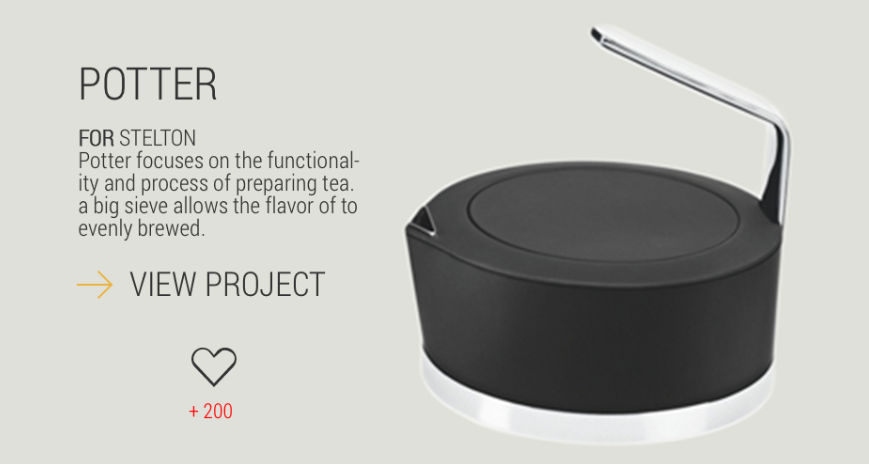 POTTER
FOR STELTON
Potter focuses on the functional-
ity and process of preparing tea.
a big sieve allows the flavor of to
evenly brewed.
VIEW PROJECT
+ 200